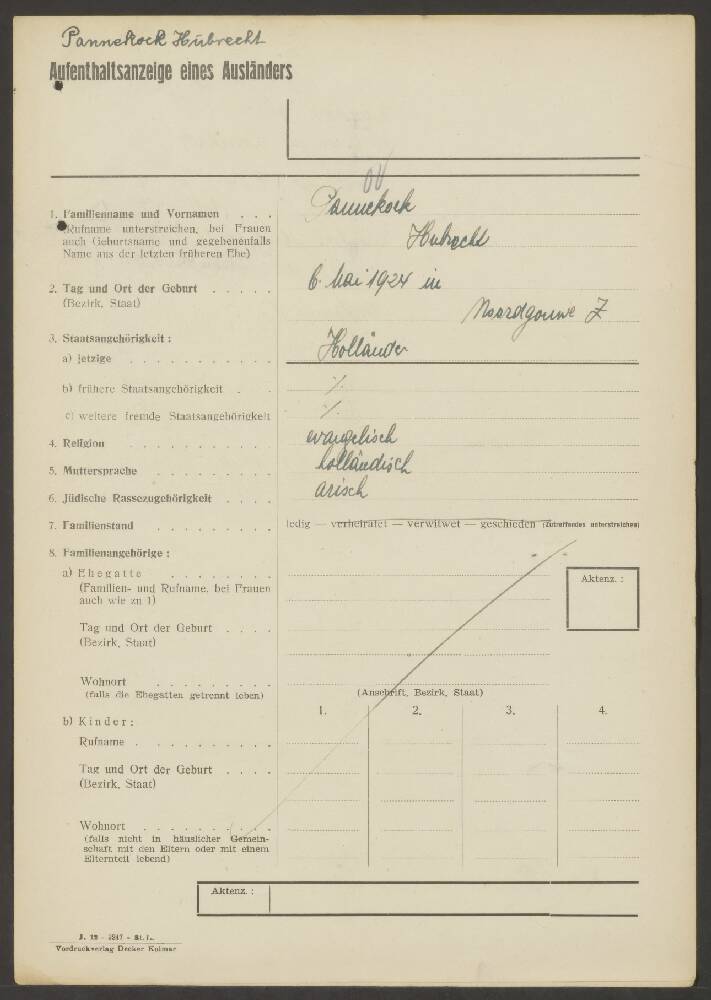 Pannekock Hubrecht
Aufenthaltsanzeige eines Ausländers
1. Familienname und Vornamen . . . Pannekock
(Rufname unterstreichen, bei Frauen
auch Geburtsname und gegebenenfalls Hubrecht
Name aus der letzten früheren Ehe)
2. Tag und Ort der Geburt . . . . . 6. Mai 1924 in
(Bezirk, Staat) Noordgouwe Z
3. Staatsangehörigkeit :
a) jetzige . . . . . . . . . . . Holländer
b) frühere Staatsangehörigkeit . . ·/.
c) weitere fremde Staatsangehörigkeit ·/.
4. Religion . . . . . . . . . . evangelisch
5. Muttersprache . . . . . . . . holländisch
6. Jüdische Rassezugehörigkeit . . . . arisch
7. Familienstand . . . . . . . . ledig — verheiratet — verwitwet — geschieden (Zutreffendes unterstreichen)
8. Familienangehörige :
a) Ehegatte . . . . . . .
(Familien- und Rufname, bei Frauen
auch wie zu 1)
Aktenz. :
Tag und Ort der Geburt . . . .
(Bezirk, Staat)
Wohnort . . . . . . . . .
(falls die Ehegatten getrennt leben)
(Anschrift, Bezirk, Staat)
b) Kinder: 1. 2. 3. 4.
Rufname . . . . . . . . .
Tag und Ort der Geburt . . . .
(Bezirk, Staat)
Wohnort . . . . . . . . .
(falls nicht in häuslicher Gemein-
schaft mit den Eltern oder mit einem
Elternteil lebend)
Aktenz. :
Vordruckverlag Decker Kolmar